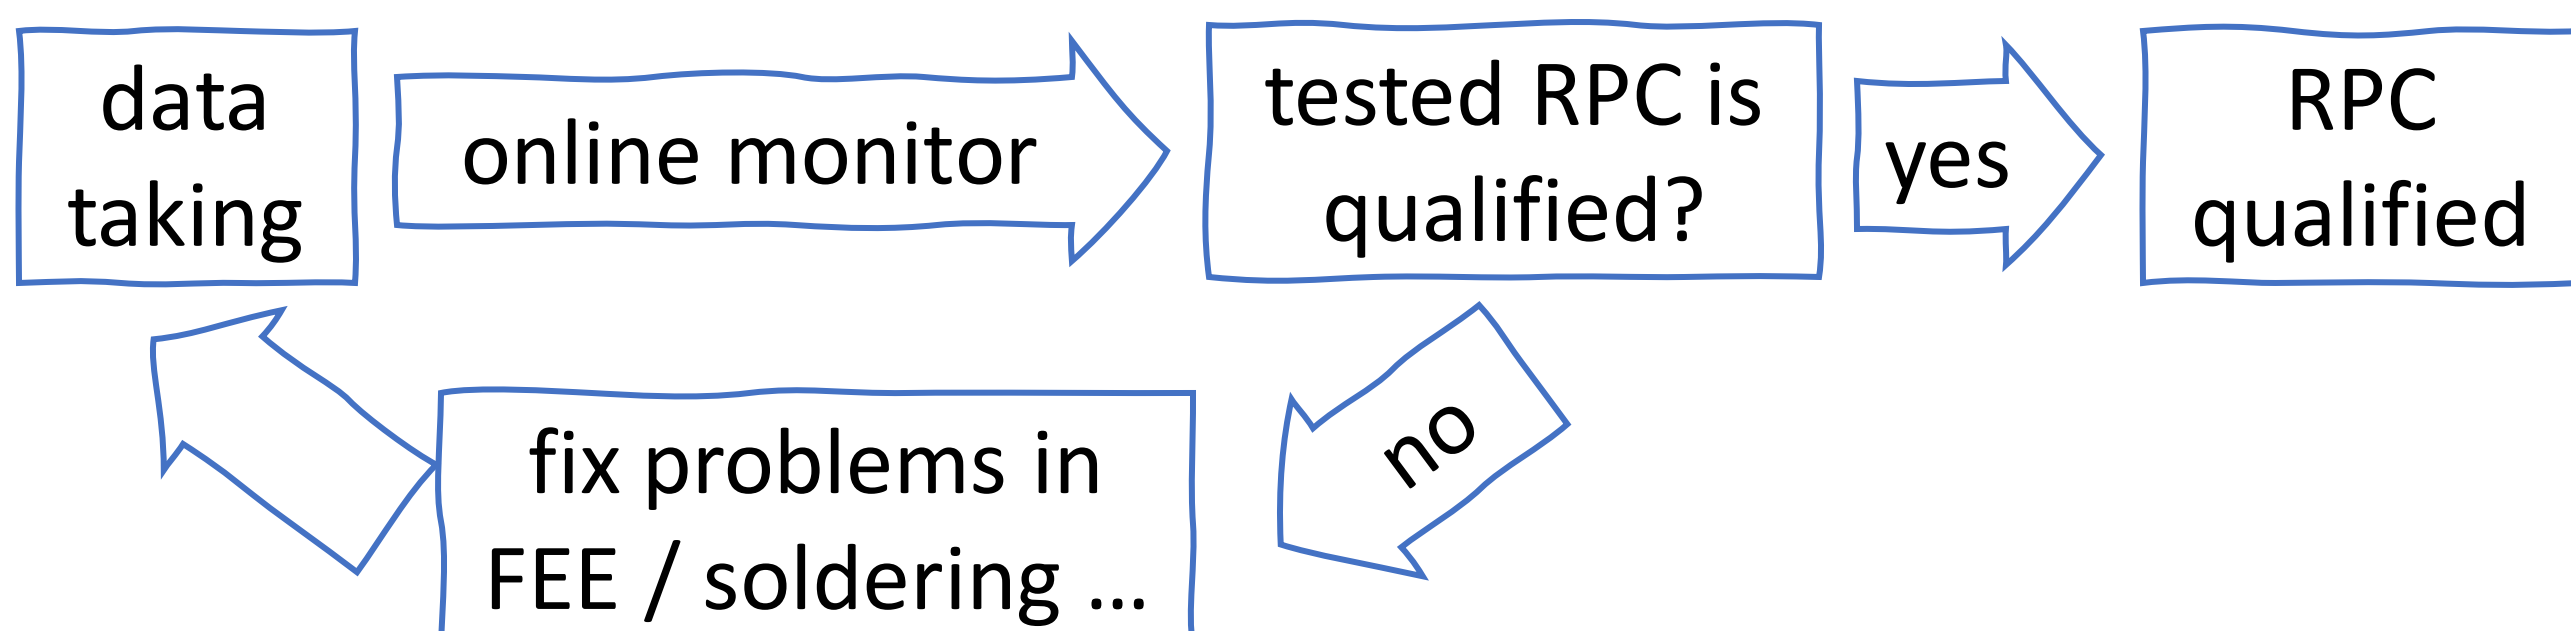 data
taking
online monitor
tested RPC is
qualified?
yes
RPC
qualified
no
fix problems in
FEE / soldering ...